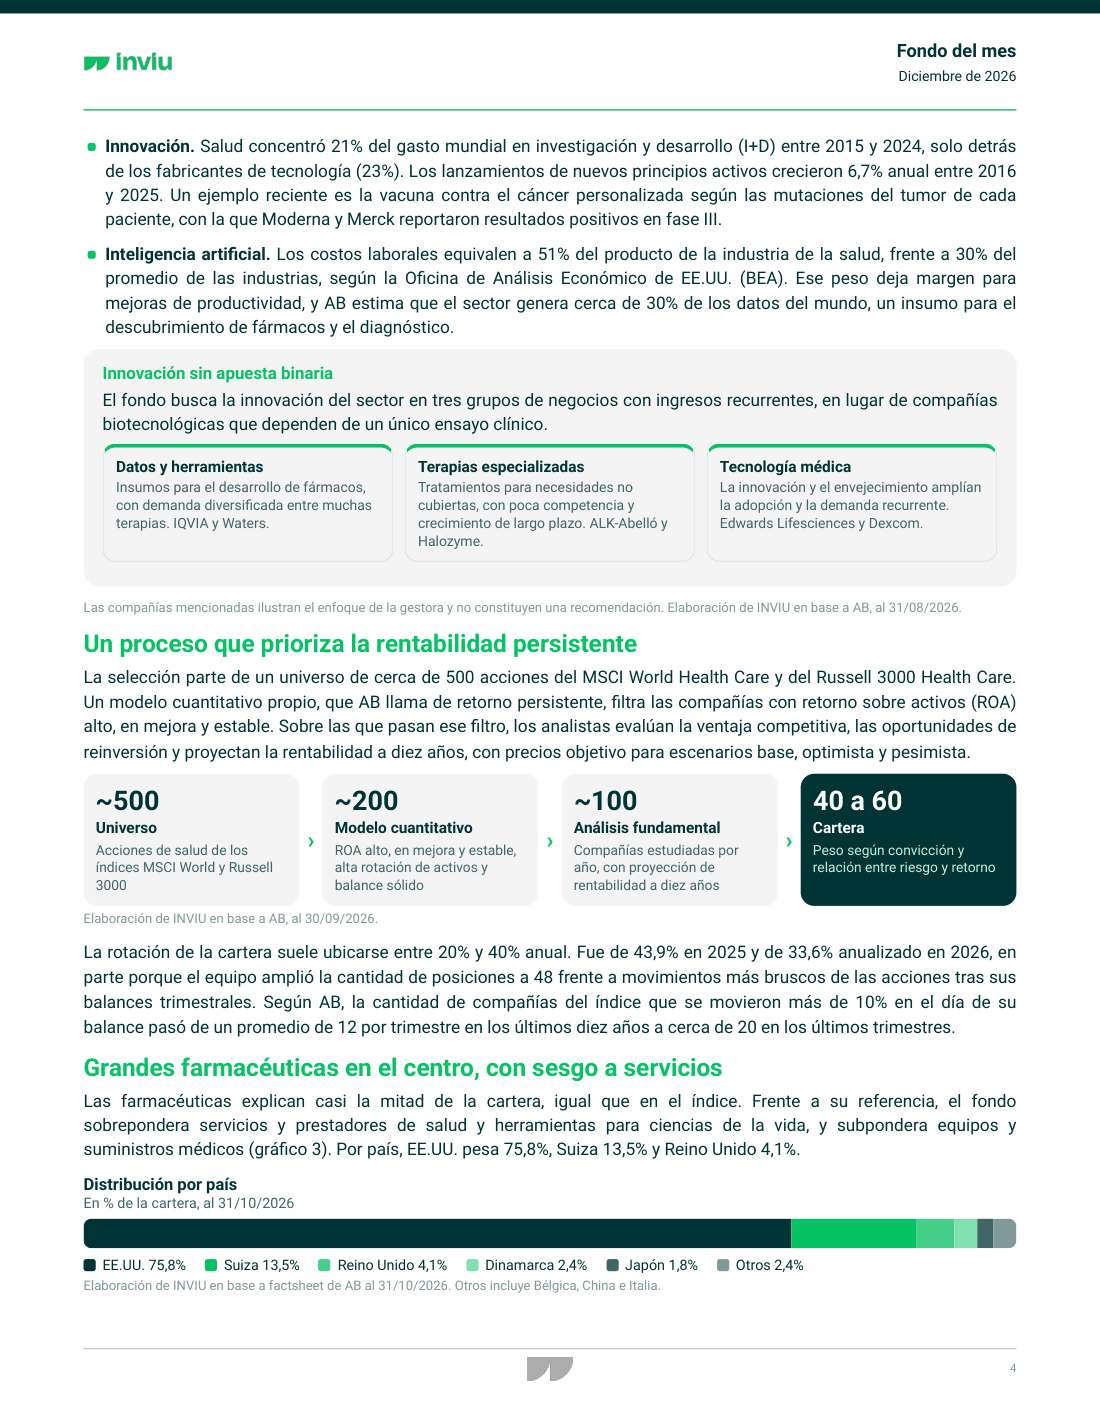 inviu
Fondo del mes
Diciembre de 2026
Innovación. Salud concentró 21% del gasto mundial en investigación y desarrollo (I+D) entre 2015 y 2024, solo detrás
de los fabricantes de tecnología (23%). Los lanzamientos de nuevos principios activos crecieron 6,7% anual entre 2016
y 2025. Un ejemplo reciente es la vacuna contra el cáncer personalizada según las mutaciones del tumor de cada
paciente, con la que Moderna y Merck reportaron resultados positivos en fase III.
Inteligencia artificial. Los costos laborales equivalen a 51% del producto de la industria de la salud, frente a 30% del
promedio de las industrias, según la Oficina de Análisis Económico de EE.UU. (BEA). Ese peso deja margen para
mejoras de productividad, y AB estima que el sector genera cerca de 30% de los datos del mundo, un insumo para el
descubrimiento de fármacos y el diagnóstico.
Innovación sin apuesta binaria
El fondo busca la innovación del sector en tres grupos de negocios con ingresos recurrentes, en lugar de compañías
biotecnológicas que dependen de un único ensayo clínico.
Datos y herramientas
Insumos para el desarrollo de fármacos,
con demanda diversificada entre muchas
terapias. IQVIA y Waters.
Terapias especializadas
Tratamientos para necesidades no
cubiertas, con poca competencia y
crecimiento de largo plazo. ALK-Abelló y
Halozyme.
Tecnología médica
La innovación y el envejecimiento amplían
la adopción y la demanda recurrente.
Edwards Lifesciences y Dexcom.
Las compañías mencionadas ilustran el enfoque de la gestora y no constituyen una recomendación. Elaboración de INVIU en base a AB, al 31/08/2026.
Un proceso que prioriza la rentabilidad persistente
La selección parte de un universo de cerca de 500 acciones del MSCI World Health Care y del Russell 3000 Health Care.
Un modelo cuantitativo propio, que AB llama de retorno persistente, filtra las compañías con retorno sobre activos (ROA)
alto, en mejora y estable. Sobre las que pasan ese filtro, los analistas evalúan la ventaja competitiva, las oportunidades de
reinversión y proyectan la rentabilidad a diez años, con precios objetivo para escenarios base, optimista y pesimista.
~500
Universo
Acciones de salud de los
índices MSCI World y Russell
3000
›
~200
Modelo cuantitativo
ROA alto, en mejora y estable,
alta rotación de activos y
balance sólido
›
~100
Análisis fundamental
Compañías estudiadas por
año, con proyección de
rentabilidad a diez años
›
40 a 60
Cartera
Peso según convicción y
relación entre riesgo y retorno
Elaboración de INVIU en base a AB, al 30/09/2026.
La rotación de la cartera suele ubicarse entre 20% y 40% anual. Fue de 43,9% en 2025 y de 33,6% anualizado en 2026, en
parte porque el equipo amplió la cantidad de posiciones a 48 frente a movimientos más bruscos de las acciones tras sus
balances trimestrales. Según AB, la cantidad de compañías del índice que se movieron más de 10% en el día de su
balance pasó de un promedio de 12 por trimestre en los últimos diez años a cerca de 20 en los últimos trimestres.
Grandes farmacéuticas en el centro, con sesgo a servicios
Las farmacéuticas explican casi la mitad de la cartera, igual que en el índice. Frente a su referencia, el fondo
sobrepondera servicios y prestadores de salud y herramientas para ciencias de la vida, y subpondera equipos y
suministros médicos (gráfico 3). Por país, EE.UU. pesa 75,8%, Suiza 13,5% y Reino Unido 4,1%.
Distribución por país
En % de la cartera, al 31/10/2026
EE.UU. 75,8% Suiza 13,5% Reino Unido 4,1% Dinamarca 2,4% Japón 1,8% Otros 2,4%
Elaboración de INVIU en base a factsheet de AB al 31/10/2026. Otros incluye Bélgica, China e Italia.
4